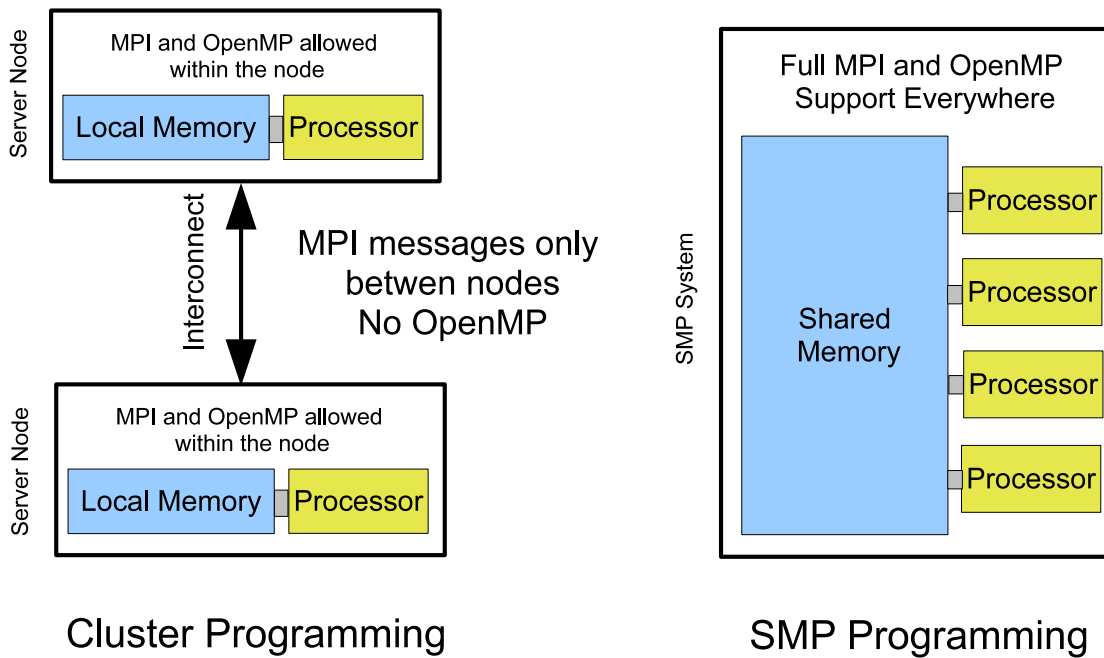 Server Node
MPI and OpenMP allowed
within the node
Local Memory
Processor
Interconnect
MPI messages only
betwen nodes
No OpenMP
Server Node
MPI and OpenMP allowed
within the node
Local Memory
Processor
Cluster Programming
SMP System
Full MPI and OpenMP
Support Everywhere
Shared
Memory
Processor
Processor
Processor
Processor
SMP Programming